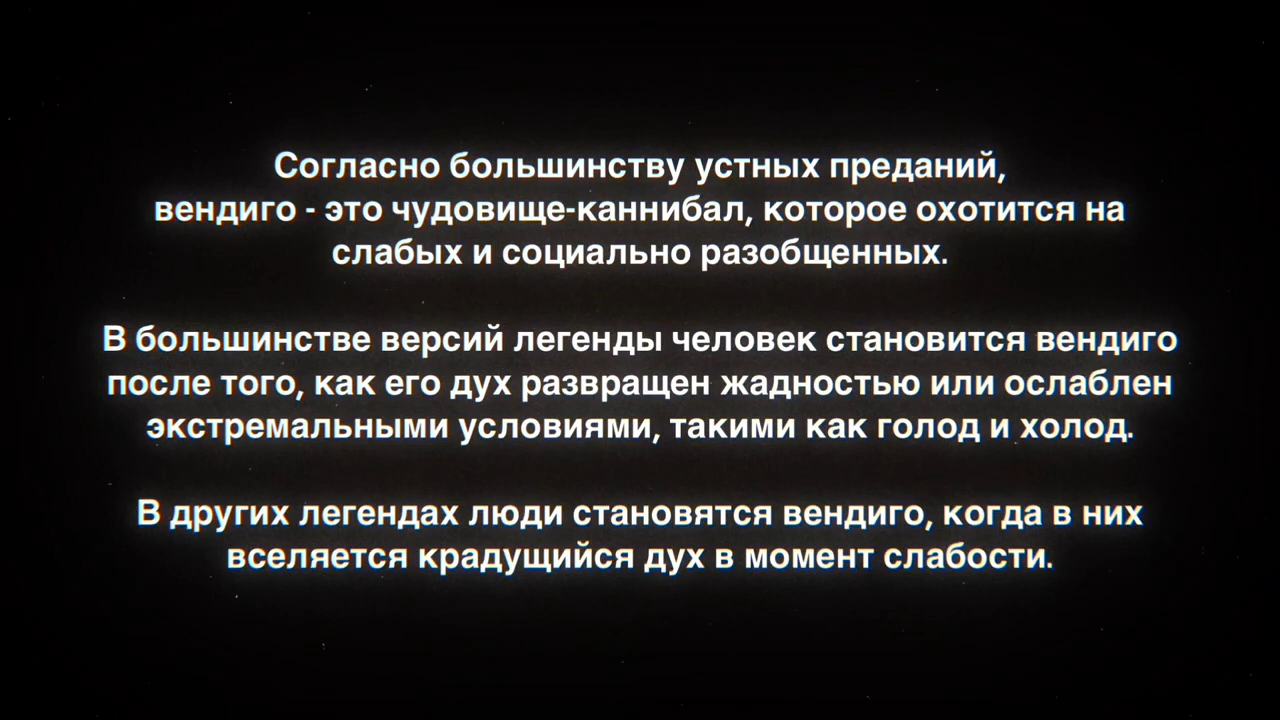 Согласно большинству устных преданий,
вендиго - это чудовище-каннибал, которое охотится на
слабых и социально разобщенных.
В большинстве версий легенды человек становится вендиго
после того, как его дух развращен жадностью или ослаблен
экстремальными условиями, такими как голод и холод.
В других легендах люди становятся вендиго, когда в них
вселяется крадущийся дух в момент слабости.